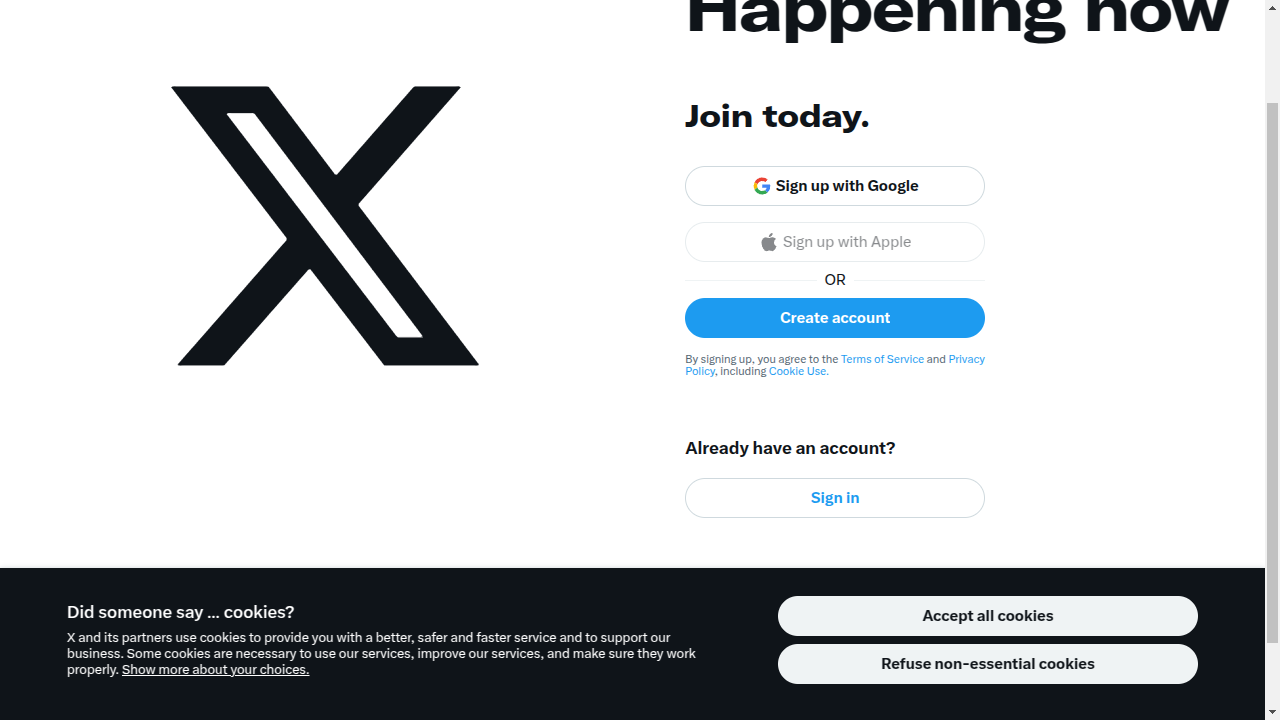 Happening now
Join today.
Sign up with Google
Sign up with Apple
OR
Create account
By signing up, you agree to the Terms of Service and Privacy
Policy, including Cookie Use.
Already have an account?
Sign in
Did someone say … cookies?
X and its partners use cookies to provide you with a better, safer and faster service and to support our
business. Some cookies are necessary to use our services, improve our services, and make sure they work
properly. Show more about your choices.
Accept all cookies
Refuse non-essential cookies